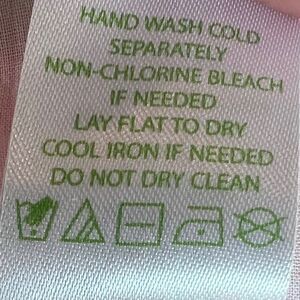 HAND WASH COLD
SEPARATELY
NON-CHLORINE BLEACH
IF NEEDED
LAY FLAT TO DRY
COOL IRON IF NEEDED
DO NOT DRY CLEAN